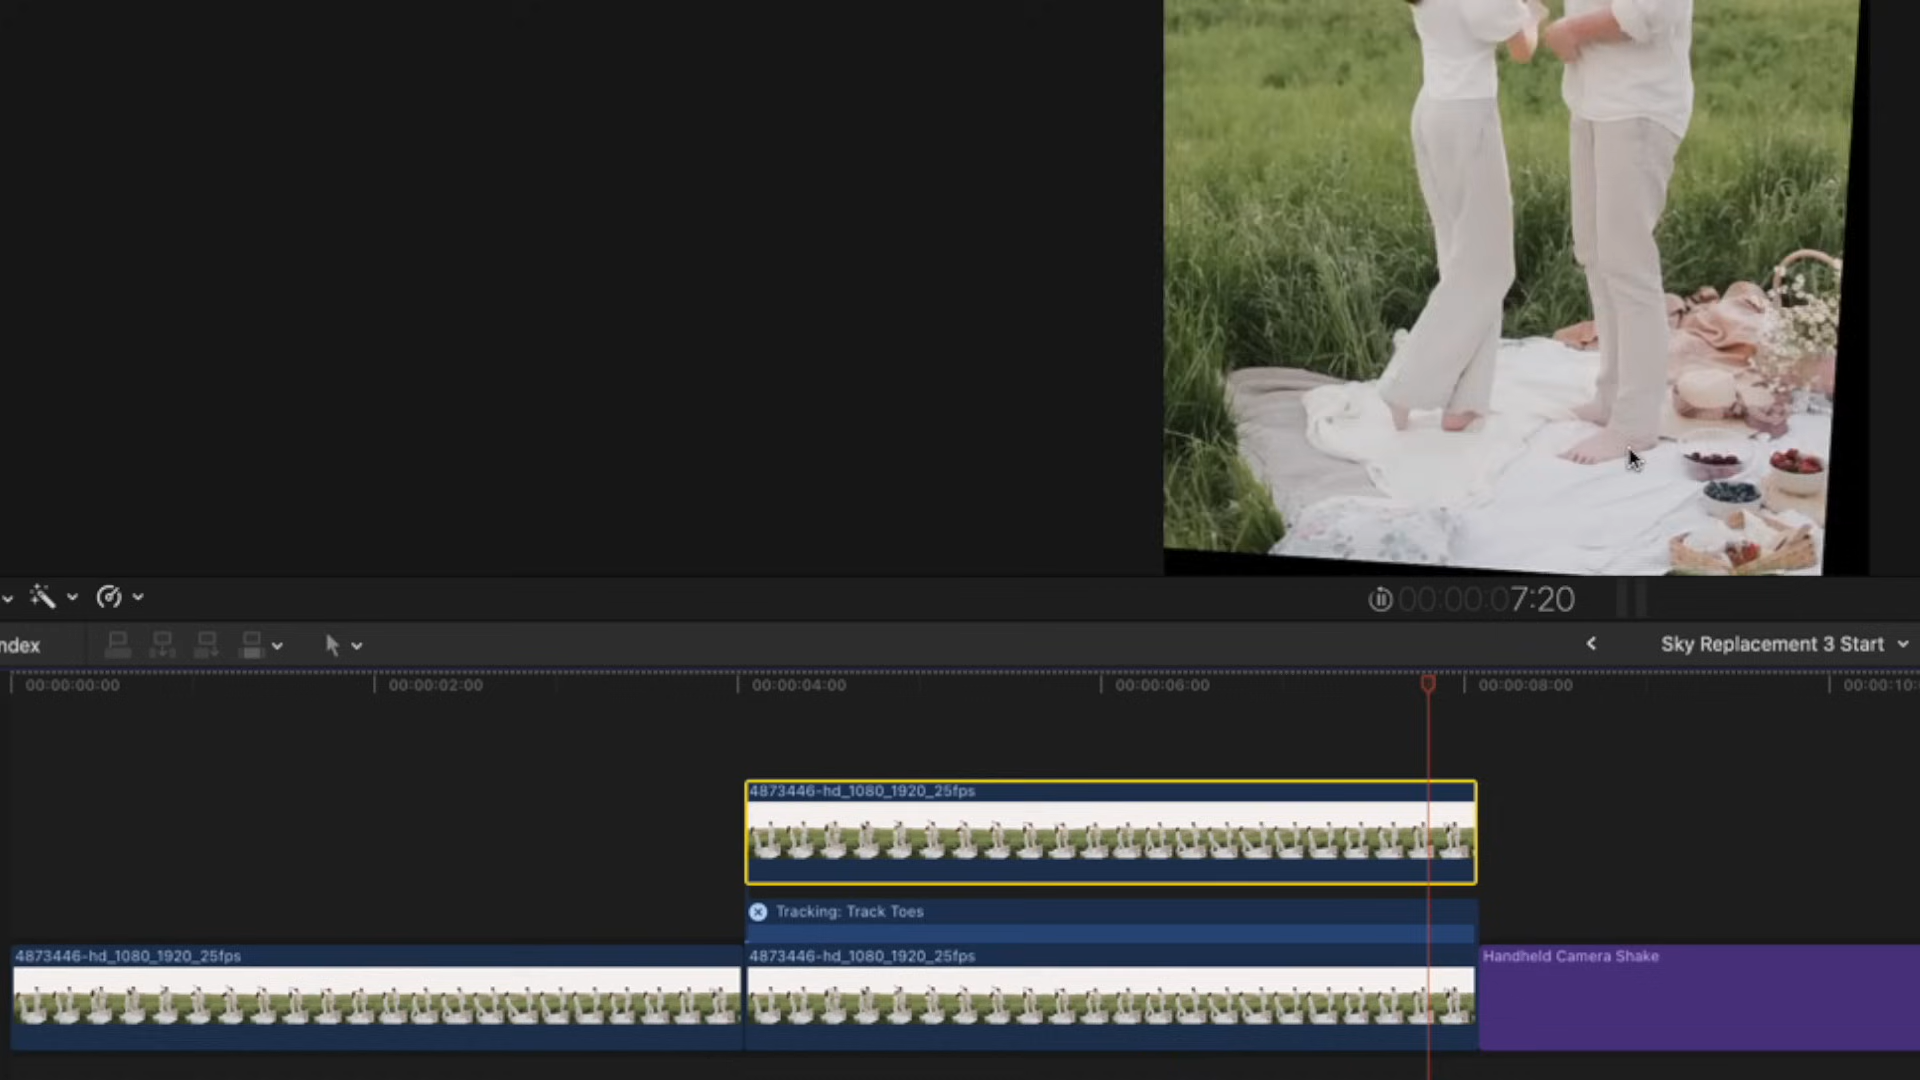 00:00:07:20
ndex
Sky Replacement 3 Start
00:00:00:00
00:00:02:00
00:00:04:00
00:00:06:00
00:00:08:00
00:00:10:
4873446-hd_1080_1920_25fps
Tracking: Track Toes
4873446-hd_1080_1920_25fps
4873446-hd_1080_1920_25fps
Handheld Camera Shake